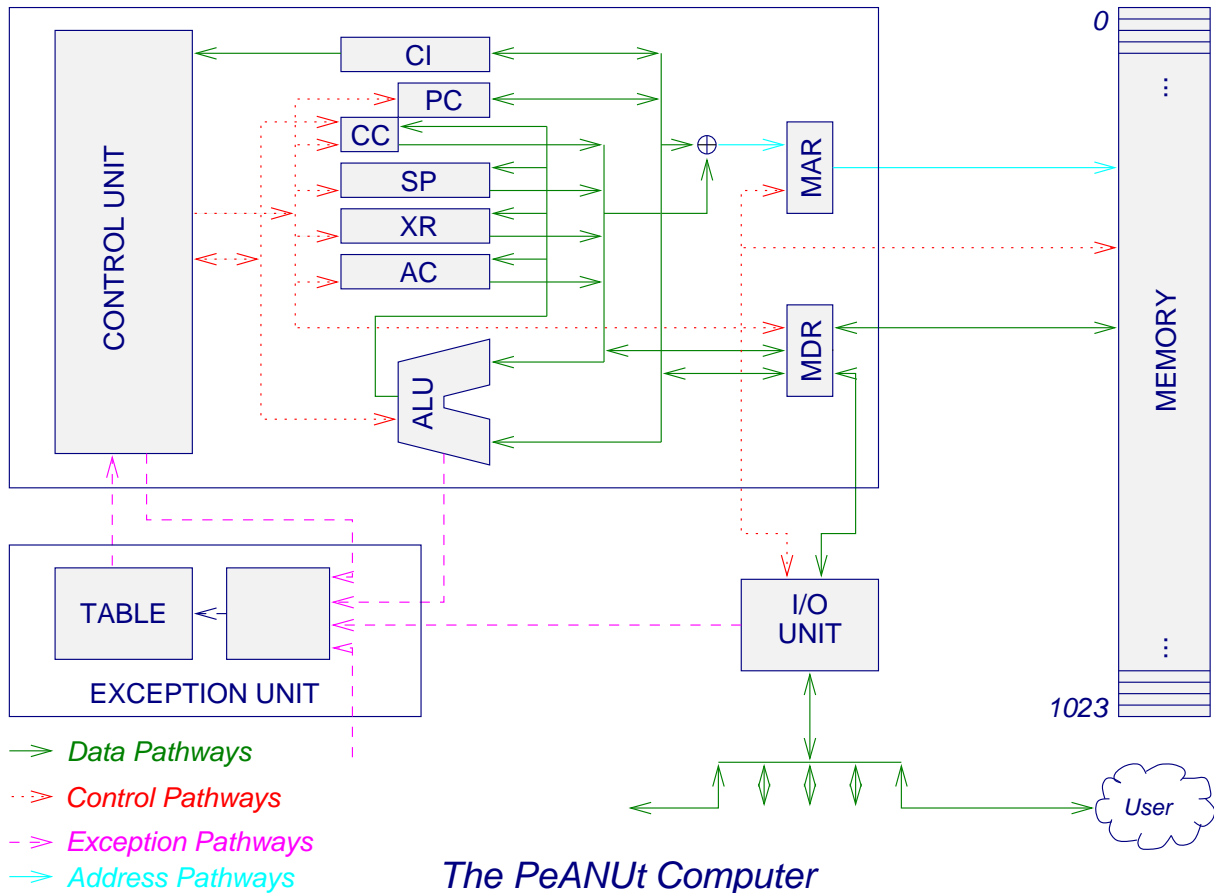 0
CI
PC
CC
SP
XR
AC
CONTROL UNIT
MAR
...
MEMORY
MDR
ALU
TABLE
EXCEPTION UNIT
I/O
UNIT
...
1023
Data Pathways
Control Pathways
Exception Pathways
Address Pathways
User
The PeANUt Computer